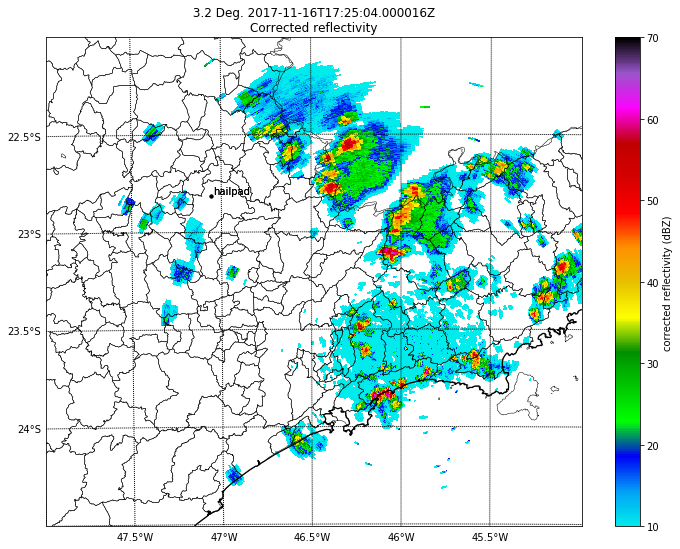 3.2 Deg. 2017-11-16T17:25:04.000016Z
Corrected reflectivity
70
60
50
40
30
20
10
corrected reflectivity (dBZ)
22.5°S
23°S
23.5°S
24°S
hailpad
47.5°W
47°W
46.5°W
46°W
45.5°W